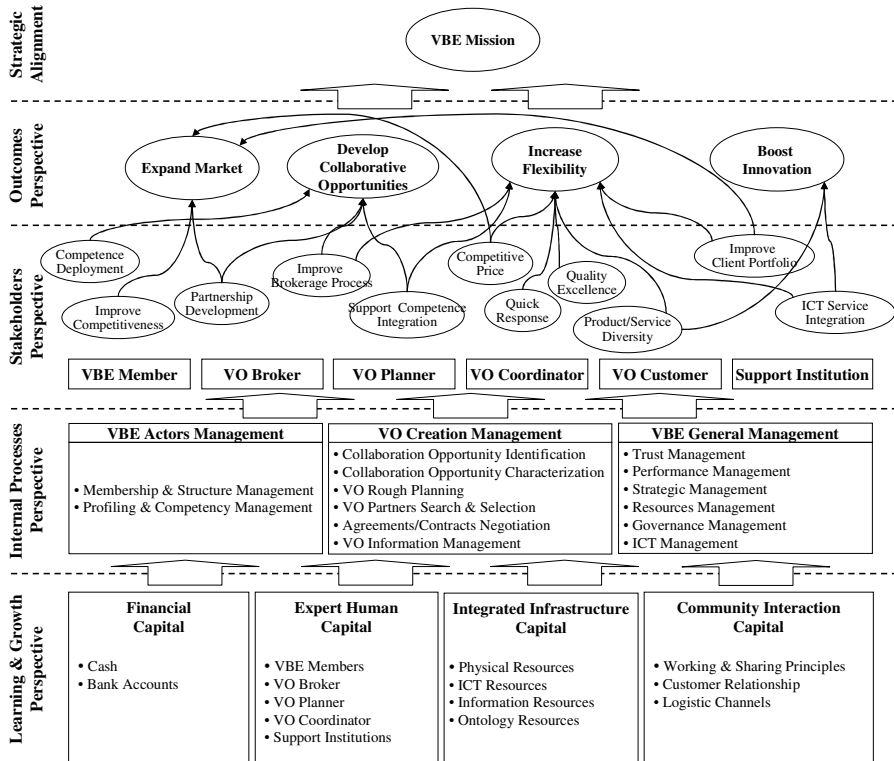 Strategic
Alignment
VBE Mission
Outcomes
Perspective
Expand Market
Develop
Collaborative
Opportunities
Increase
Flexibility
Boost
Innovation
Stakeholders
Perspective
Competence
Deployment
Improve
Competitiveness
Partnership
Development
Improve
Brokerage Process
Support Competence
Integration
Competitive
Price
Quick
Response
Quality
Excellence
Product/Service
Diversity
Improve
Client Portfolio
ICT Service
Integration
VBE Member
VO Broker
VO Planner
VO Coordinator
VO Customer
Support Institution
Internal Processes
Perspective
VBE Actors Management
• Membership & Structure Management
• Profiling & Competency Management
VO Creation Management
• Collaboration Opportunity Identification
• Collaboration Opportunity Characterization
• VO Rough Planning
• VO Partners Search & Selection
• Agreements/Contracts Negotiation
• VO Information Management
VBE General Management
• Trust Management
• Performance Management
• Strategic Management
• Resources Management
• Governance Management
• ICT Management
Learning & Growth
Perspective
Financial
Capital
• Cash
• Bank Accounts
Expert Human
Capital
• VBE Members
• VO Broker
• VO Planner
• VO Coordinator
• Support Institutions
Integrated Infrastructure
Capital
• Physical Resources
• ICT Resources
• Information Resources
• Ontology Resources
Community Interaction
Capital
• Working & Sharing Principles
• Customer Relationship
• Logistic Channels